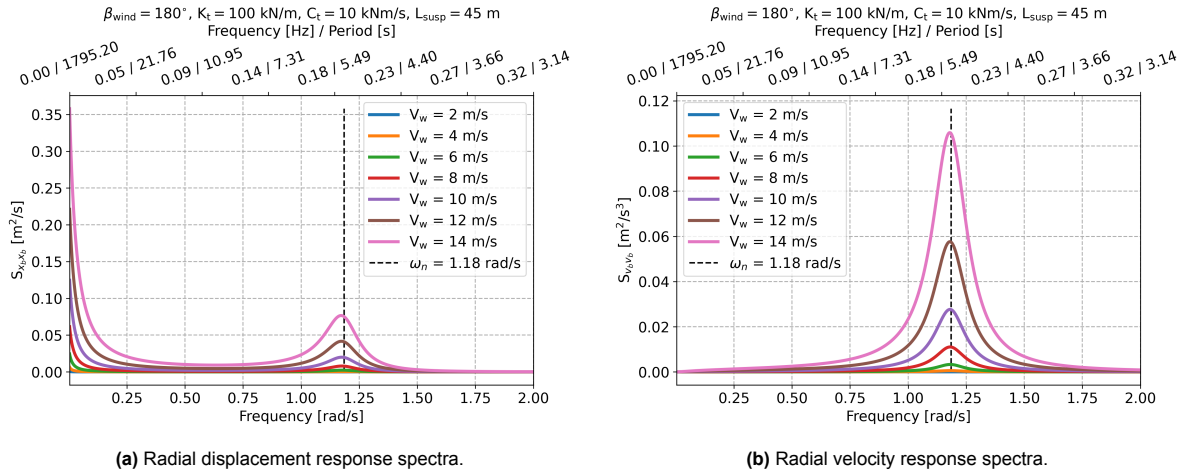 β_wind = 180°, K_t = 100 kN/m, C_t = 10 kNm/s, L_susp = 45 m
Frequency [Hz] / Period [s]
0.00 / 1795.20
0.05 / 21.76
0.09 / 10.95
0.14 / 7.31
0.18 / 5.49
0.23 / 4.40
0.27 / 3.66
0.32 / 3.14
S_{x_b x_b} [m²/s]
0.35
0.30
0.25
0.20
0.15
0.10
0.05
0.00
V_w = 2 m/s
V_w = 4 m/s
V_w = 6 m/s
V_w = 8 m/s
V_w = 10 m/s
V_w = 12 m/s
V_w = 14 m/s
ω_n = 1.18 rad/s
0.25 0.50 0.75 1.00 1.25 1.50 1.75 2.00
Frequency [rad/s]
(a) Radial displacement response spectra.
β_wind = 180°, K_t = 100 kN/m, C_t = 10 kNm/s, L_susp = 45 m
Frequency [Hz] / Period [s]
0.00 / 1795.20
0.05 / 21.76
0.09 / 10.95
0.14 / 7.31
0.18 / 5.49
0.23 / 4.40
0.27 / 3.66
0.32 / 3.14
S_{v_b v_b} [m²/s³]
0.12
0.10
0.08
0.06
0.04
0.02
0.00
V_w = 2 m/s
V_w = 4 m/s
V_w = 6 m/s
V_w = 8 m/s
V_w = 10 m/s
V_w = 12 m/s
V_w = 14 m/s
ω_n = 1.18 rad/s
0.25 0.50 0.75 1.00 1.25 1.50 1.75 2.00
Frequency [rad/s]
(b) Radial velocity response spectra.